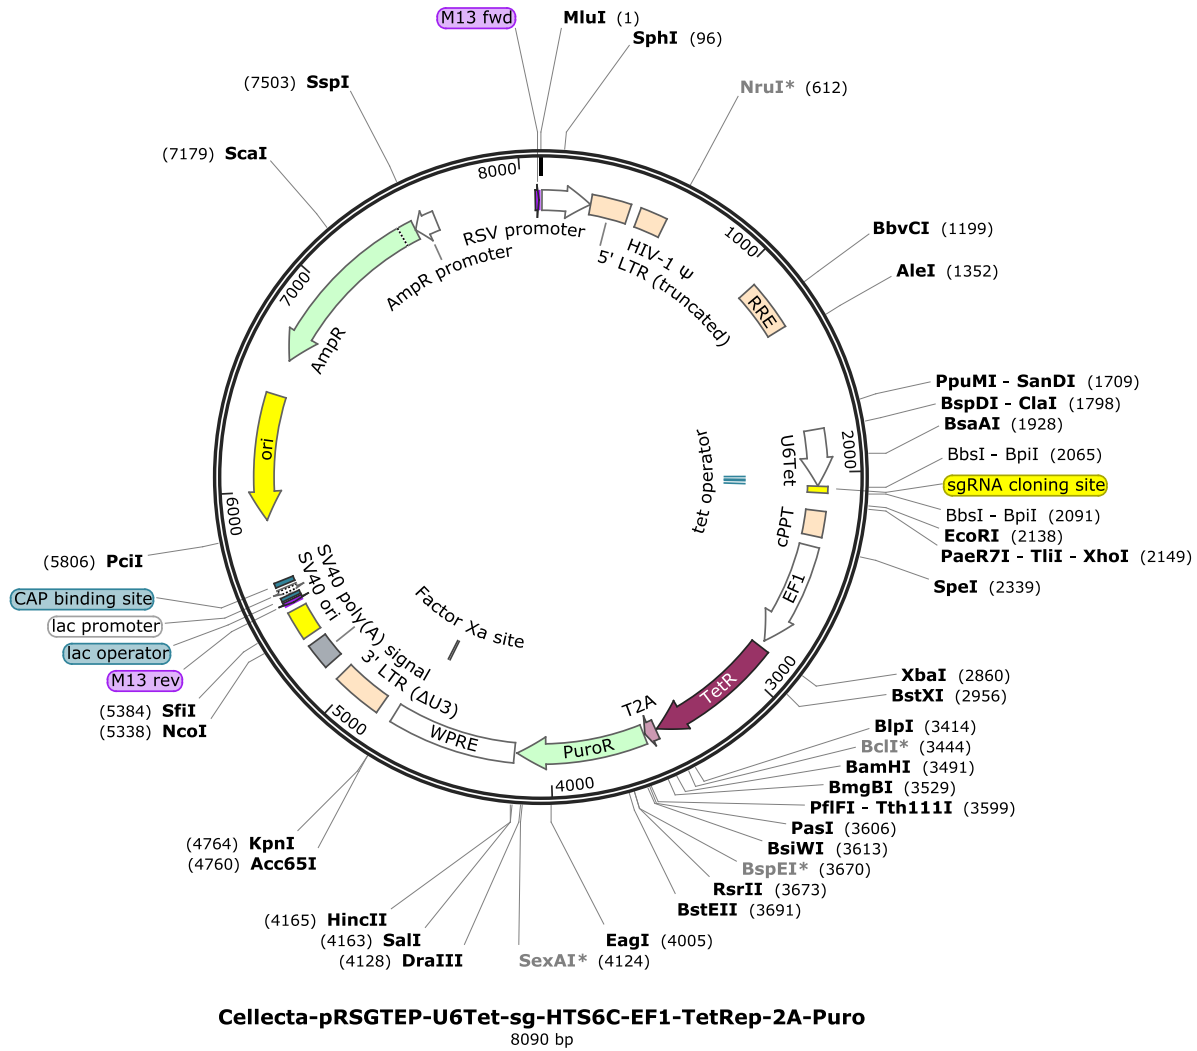 M13 fwd
MluI (1)
SphI (96)
NruI* (612)
BbvCI (1199)
AleI (1352)
PpuMI - SanDI (1709)
BspDI - ClaI (1798)
BsaAI (1928)
BbsI - BpiI (2065)
sgRNA cloning site
BbsI - BpiI (2091)
EcoRI (2138)
PaeR7I - TliI - XhoI (2149)
SpeI (2339)
XbaI (2860)
BstXI (2956)
BlpI (3414)
BclI* (3444)
BamHI (3491)
BmgBI (3529)
PflFI - Tth111I (3599)
PasI (3606)
BsiWI (3613)
BspEI* (3670)
RsrII (3673)
BstEII (3691)
EagI (4005)
SexAI* (4124)
(4128) DraIII
(4163) SalI
(4165) HincII
(4760) Acc65I
(4764) KpnI
(5338) NcoI
(5384) SfiI
M13 rev
lac operator
lac promoter
CAP binding site
(5806) PciI
(7179) ScaI
(7503) SspI
8000
1000
2000
3000
4000
5000
6000
7000
RSV promoter
5' LTR (truncated)
HIV-1 Ψ
RRE
U6Tet
tet operator
cPPT
EF1
TetR
T2A
PuroR
WPRE
Factor Xa site
3' LTR (ΔU3)
SV40 poly(A) signal
SV40 ori
ori
AmpR
AmpR promoter
Cellecta-pRSGTEP-U6Tet-sg-HTS6C-EF1-TetRep-2A-Puro
8090 bp